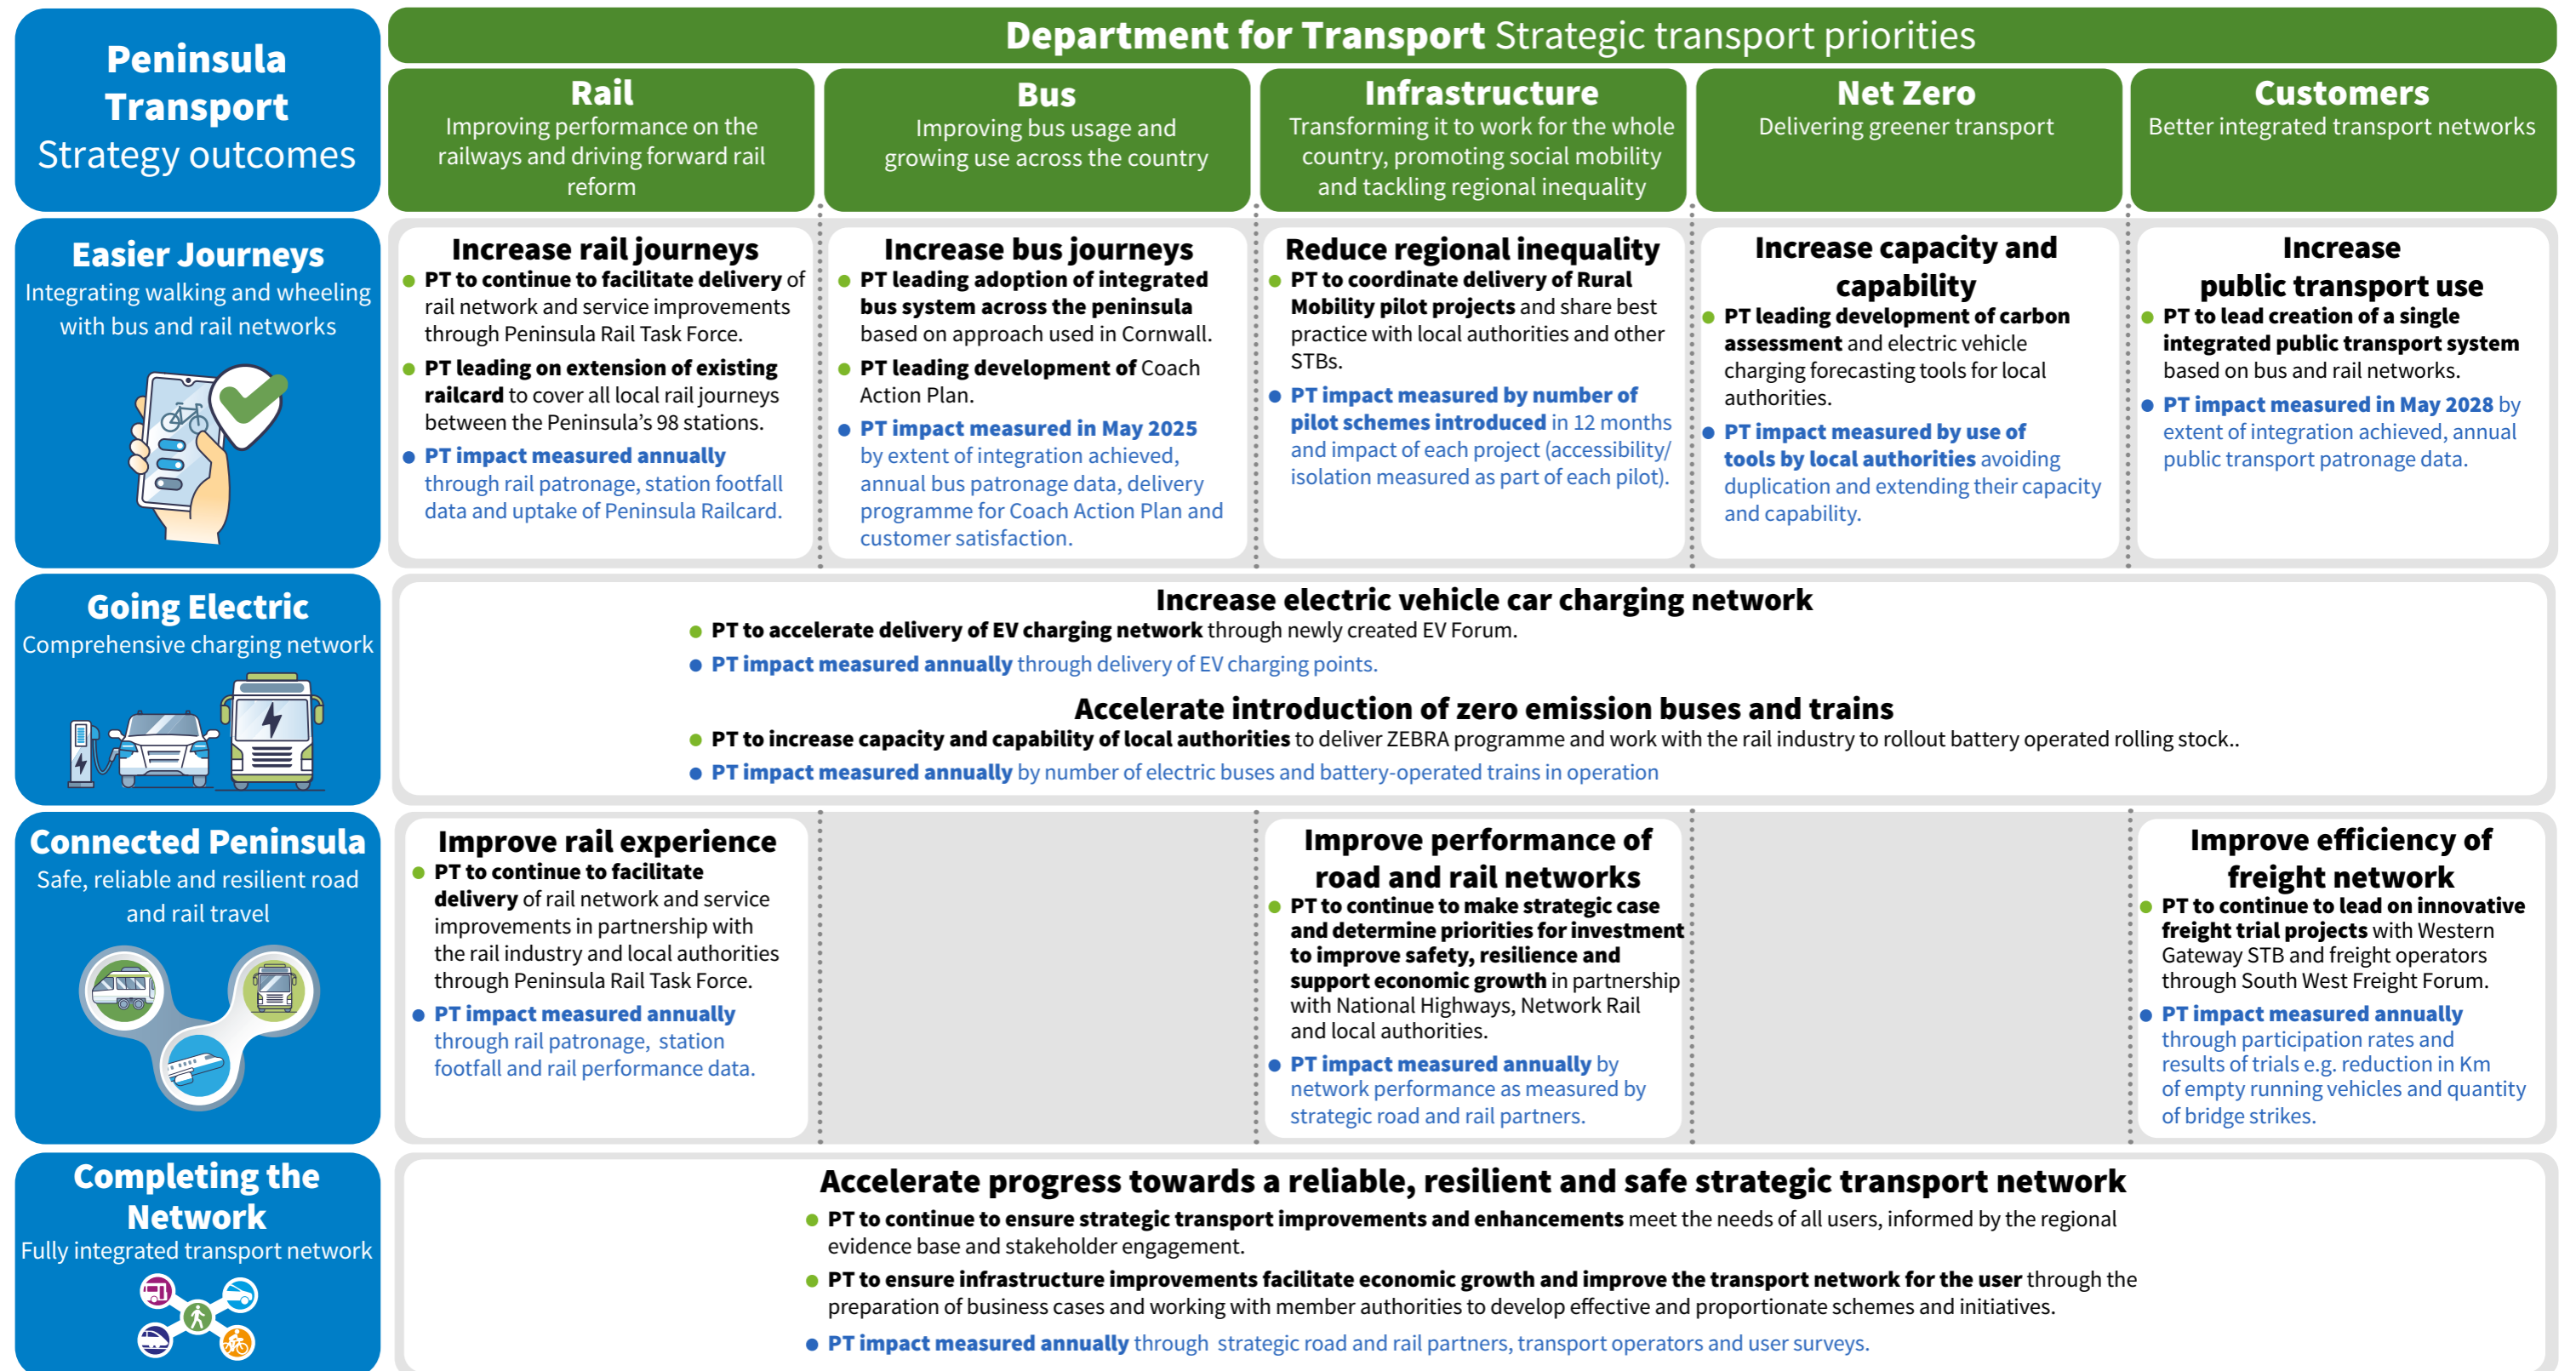 Peninsula
Transport
Strategy outcomes
Department for Transport Strategic transport priorities
Rail
Improving performance on the
railways and driving forward rail
reform
Bus
Improving bus usage and
growing use across the country
Infrastructure
Transforming it to work for the whole
country, promoting social mobility
and tackling regional inequality
Net Zero
Delivering greener transport
Customers
Better integrated transport networks
Easier Journeys
Integrating walking and wheeling
with bus and rail networks
Increase rail journeys
PT to continue to facilitate delivery of
rail network and service improvements
through Peninsula Rail Task Force.
PT leading on extension of existing
railcard to cover all local rail journeys
between the Peninsula's 98 stations.
PT impact measured annually
through rail patronage, station footfall
data and uptake of Peninsula Railcard.
Increase bus journeys
PT leading adoption of integrated
bus system across the peninsula
based on approach used in Cornwall.
PT leading development of Coach
Action Plan.
PT impact measured in May 2025
by extent of integration achieved,
annual bus patronage data, delivery
programme for Coach Action Plan and
customer satisfaction.
Reduce regional inequality
PT to coordinate delivery of Rural
Mobility pilot projects and share best
practice with local authorities and other
STBs.
PT impact measured by number of
pilot schemes introduced in 12 months
and impact of each project (accessibility/
isolation measured as part of each pilot).
Increase capacity and
capability
PT leading development of carbon
assessment and electric vehicle
charging forecasting tools for local
authorities.
PT impact measured by use of
tools by local authorities avoiding
duplication and extending their capacity
and capability.
Increase
public transport use
PT to lead creation of a single
integrated public transport system
based on bus and rail networks.
PT impact measured in May 2028 by
extent of integration achieved, annual
public transport patronage data.
Going Electric
Comprehensive charging network
Increase electric vehicle car charging network
PT to accelerate delivery of EV charging network through newly created EV Forum.
PT impact measured annually through delivery of EV charging points.
Accelerate introduction of zero emission buses and trains
PT to increase capacity and capability of local authorities to deliver ZEBRA programme and work with the rail industry to rollout battery operated rolling stock..
PT impact measured annually by number of electric buses and battery-operated trains in operation
Connected Peninsula
Safe, reliable and resilient road
and rail travel
Improve rail experience
PT to continue to facilitate
delivery of rail network and service
improvements in partnership with
the rail industry and local authorities
through Peninsula Rail Task Force.
PT impact measured annually
through rail patronage, station
footfall and rail performance data.
Improve performance of
road and rail networks
PT to continue to make strategic case
and determine priorities for investment
to improve safety, resilience and
support economic growth in partnership
with National Highways, Network Rail
and local authorities.
PT impact measured annually by
network performance as measured by
strategic road and rail partners.
Improve efficiency of
freight network
PT to continue to lead on innovative
freight trial projects with Western
Gateway STB and freight operators
through South West Freight Forum.
PT impact measured annually
through participation rates and
results of trials e.g. reduction in Km
of empty running vehicles and quantity
of bridge strikes.
Completing the
Network
Fully integrated transport network
Accelerate progress towards a reliable, resilient and safe strategic transport network
PT to continue to ensure strategic transport improvements and enhancements meet the needs of all users, informed by the regional
evidence base and stakeholder engagement.
PT to ensure infrastructure improvements facilitate economic growth and improve the transport network for the user through the
preparation of business cases and working with member authorities to develop effective and proportionate schemes and initiatives.
PT impact measured annually through strategic road and rail partners, transport operators and user surveys.